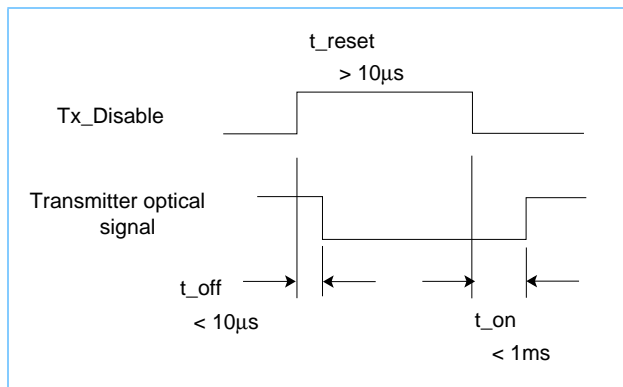 t_reset
> 10μs
Tx_Disable
Transmitter optical
signal
t_off
< 10μs
t_on
< 1ms